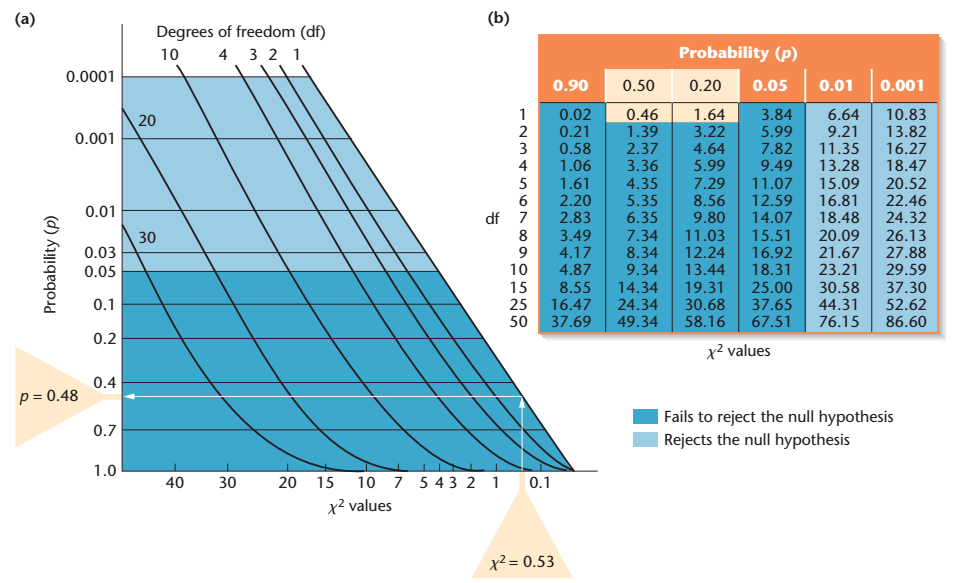 (a)
Degrees of freedom (df)
10 4 3 2 1
20
30
Probability (p)
0.0001
0.001
0.01
0.03
0.05
0.1
0.2
0.4
0.7
1.0
p = 0.48
40 30 20 15 10 7 5 4 3 2 1 0.1
χ² values
χ² = 0.53
(b)
Probability (p)
0.90 0.50 0.20 0.05 0.01 0.001
df
1 0.02 0.46 1.64 3.84 6.64 10.83
2 0.21 1.39 3.22 5.99 9.21 13.82
3 0.58 2.37 4.64 7.82 11.35 16.27
4 1.06 3.36 5.99 9.49 13.28 18.47
5 1.61 4.35 7.29 11.07 15.09 20.52
6 2.20 5.35 8.56 12.59 16.81 22.46
7 2.83 6.35 9.80 14.07 18.48 24.32
8 3.49 7.34 11.03 15.51 20.09 26.13
9 4.17 8.34 12.24 16.92 21.67 27.88
10 4.87 9.34 13.44 18.31 23.21 29.59
15 8.55 14.34 19.31 25.00 30.58 37.30
25 16.47 24.34 30.68 37.65 44.31 52.62
50 37.69 49.34 58.16 67.51 76.15 86.60
χ² values
Fails to reject the null hypothesis
Rejects the null hypothesis